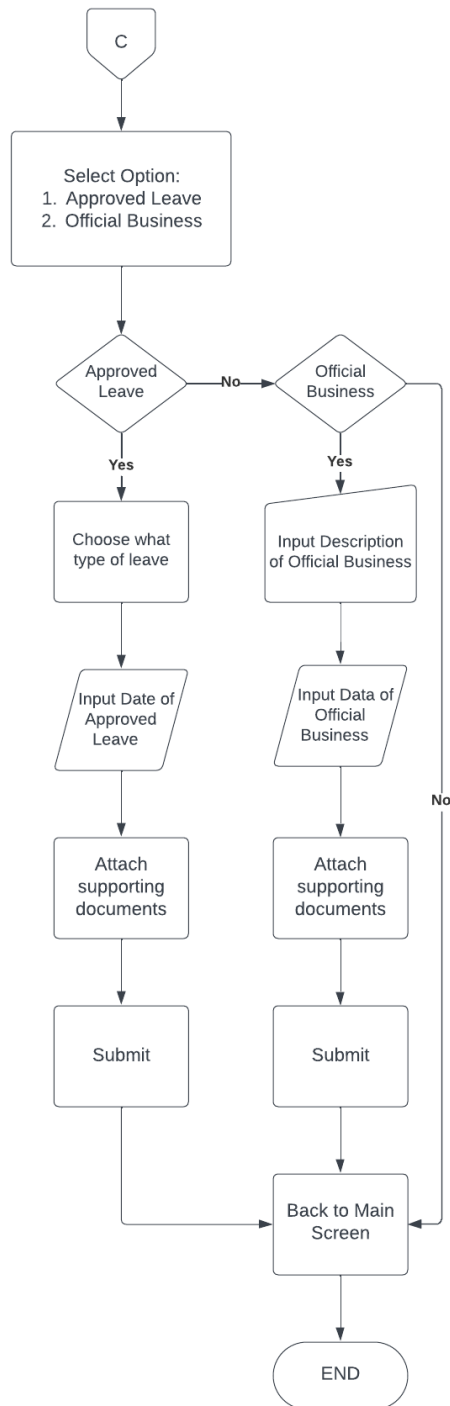 C
Select Option:
1. Approved Leave
2. Official Business
Approved
Leave
No
Official
Business
Yes
Yes
Choose what
type of leave
Input Description
of Official Business
Input Date of
Approved
Leave
Input Data of
Official
Business
No
Attach
supporting
documents
Attach
supporting
documents
Submit
Submit
Back to Main
Screen
END